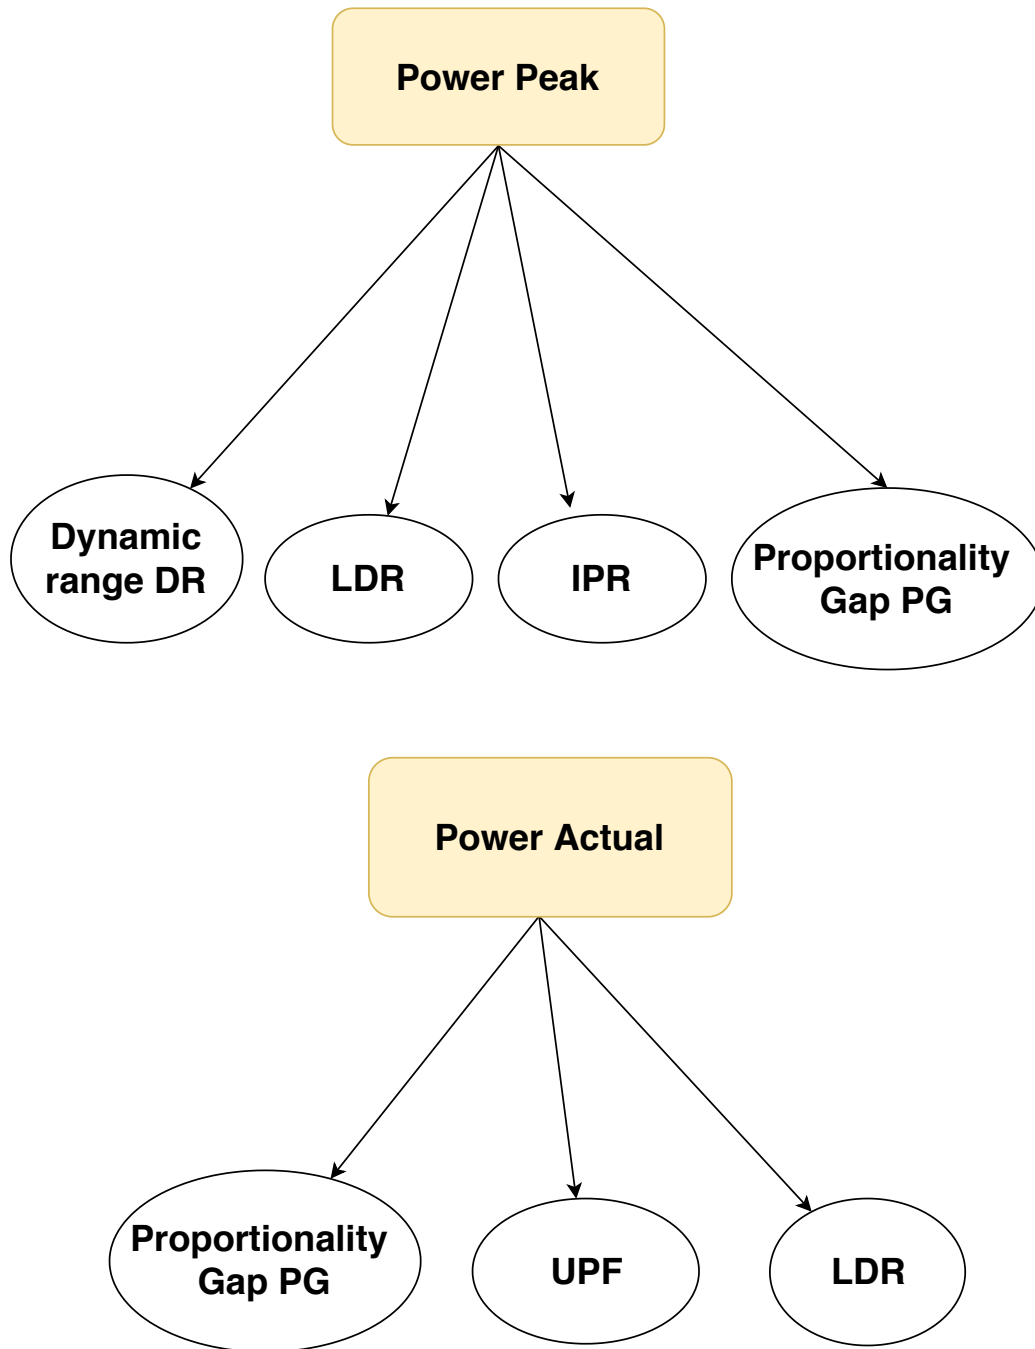 Power Peak
Dynamic
range DR
LDR
IPR
Proportionality
Gap PG
Power Actual
Proportionality
Gap PG
UPF
LDR